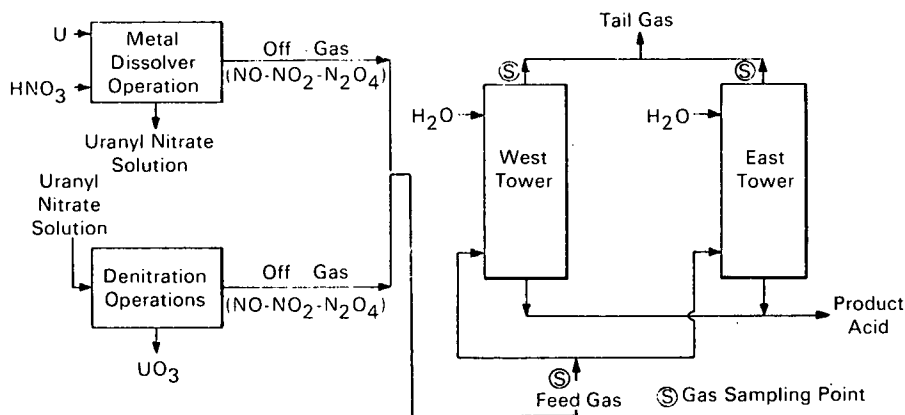 U
HNO3
Metal
Dissolver
Operation
Off Gas
(NO-NO2-N2O4)
Uranyl Nitrate
Solution
Uranyl
Nitrate
Solution
Denitration
Operations
Off Gas
(NO-NO2-N2O4)
UO3
Tail Gas
S
S
H2O
West
Tower
H2O
East
Tower
Product
Acid
S
Feed Gas
S Gas Sampling Point